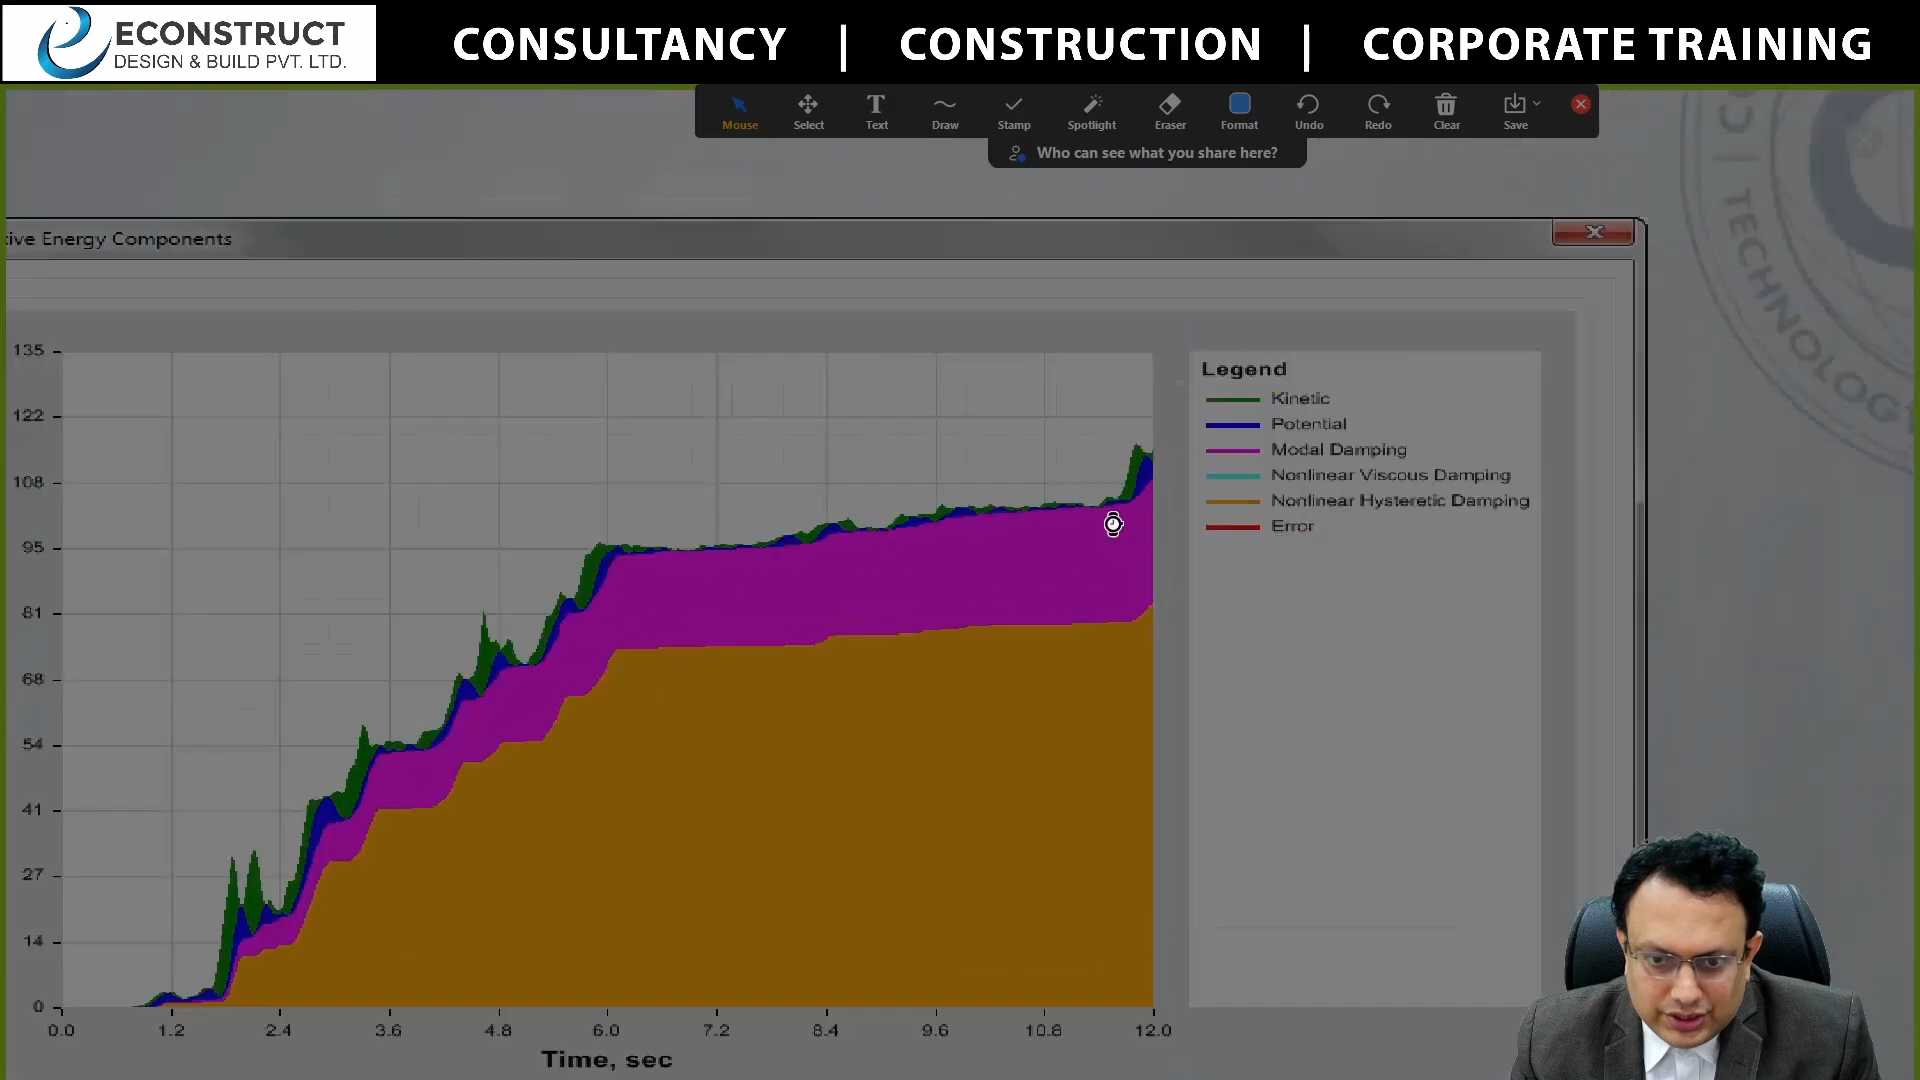 ECONSTRUCT
DESIGN & BUILD PVT. LTD.
CONSULTANCY | CONSTRUCTION | CORPORATE TRAINING
Mouse Select Text Draw Stamp Spotlight Eraser Format Undo Redo Clear Save
Who can see what you share here?
tive Energy Components
135
122
108
95
81
68
54
41
27
14
0
0.0 1.2 2.4 3.6 4.8 6.0 7.2 8.4 9.6 10.8 12.0
Time, sec
Legend
Kinetic
Potential
Modal Damping
Nonlinear Viscous Damping
Nonlinear Hysteretic Damping
Error
TECHNOLOG